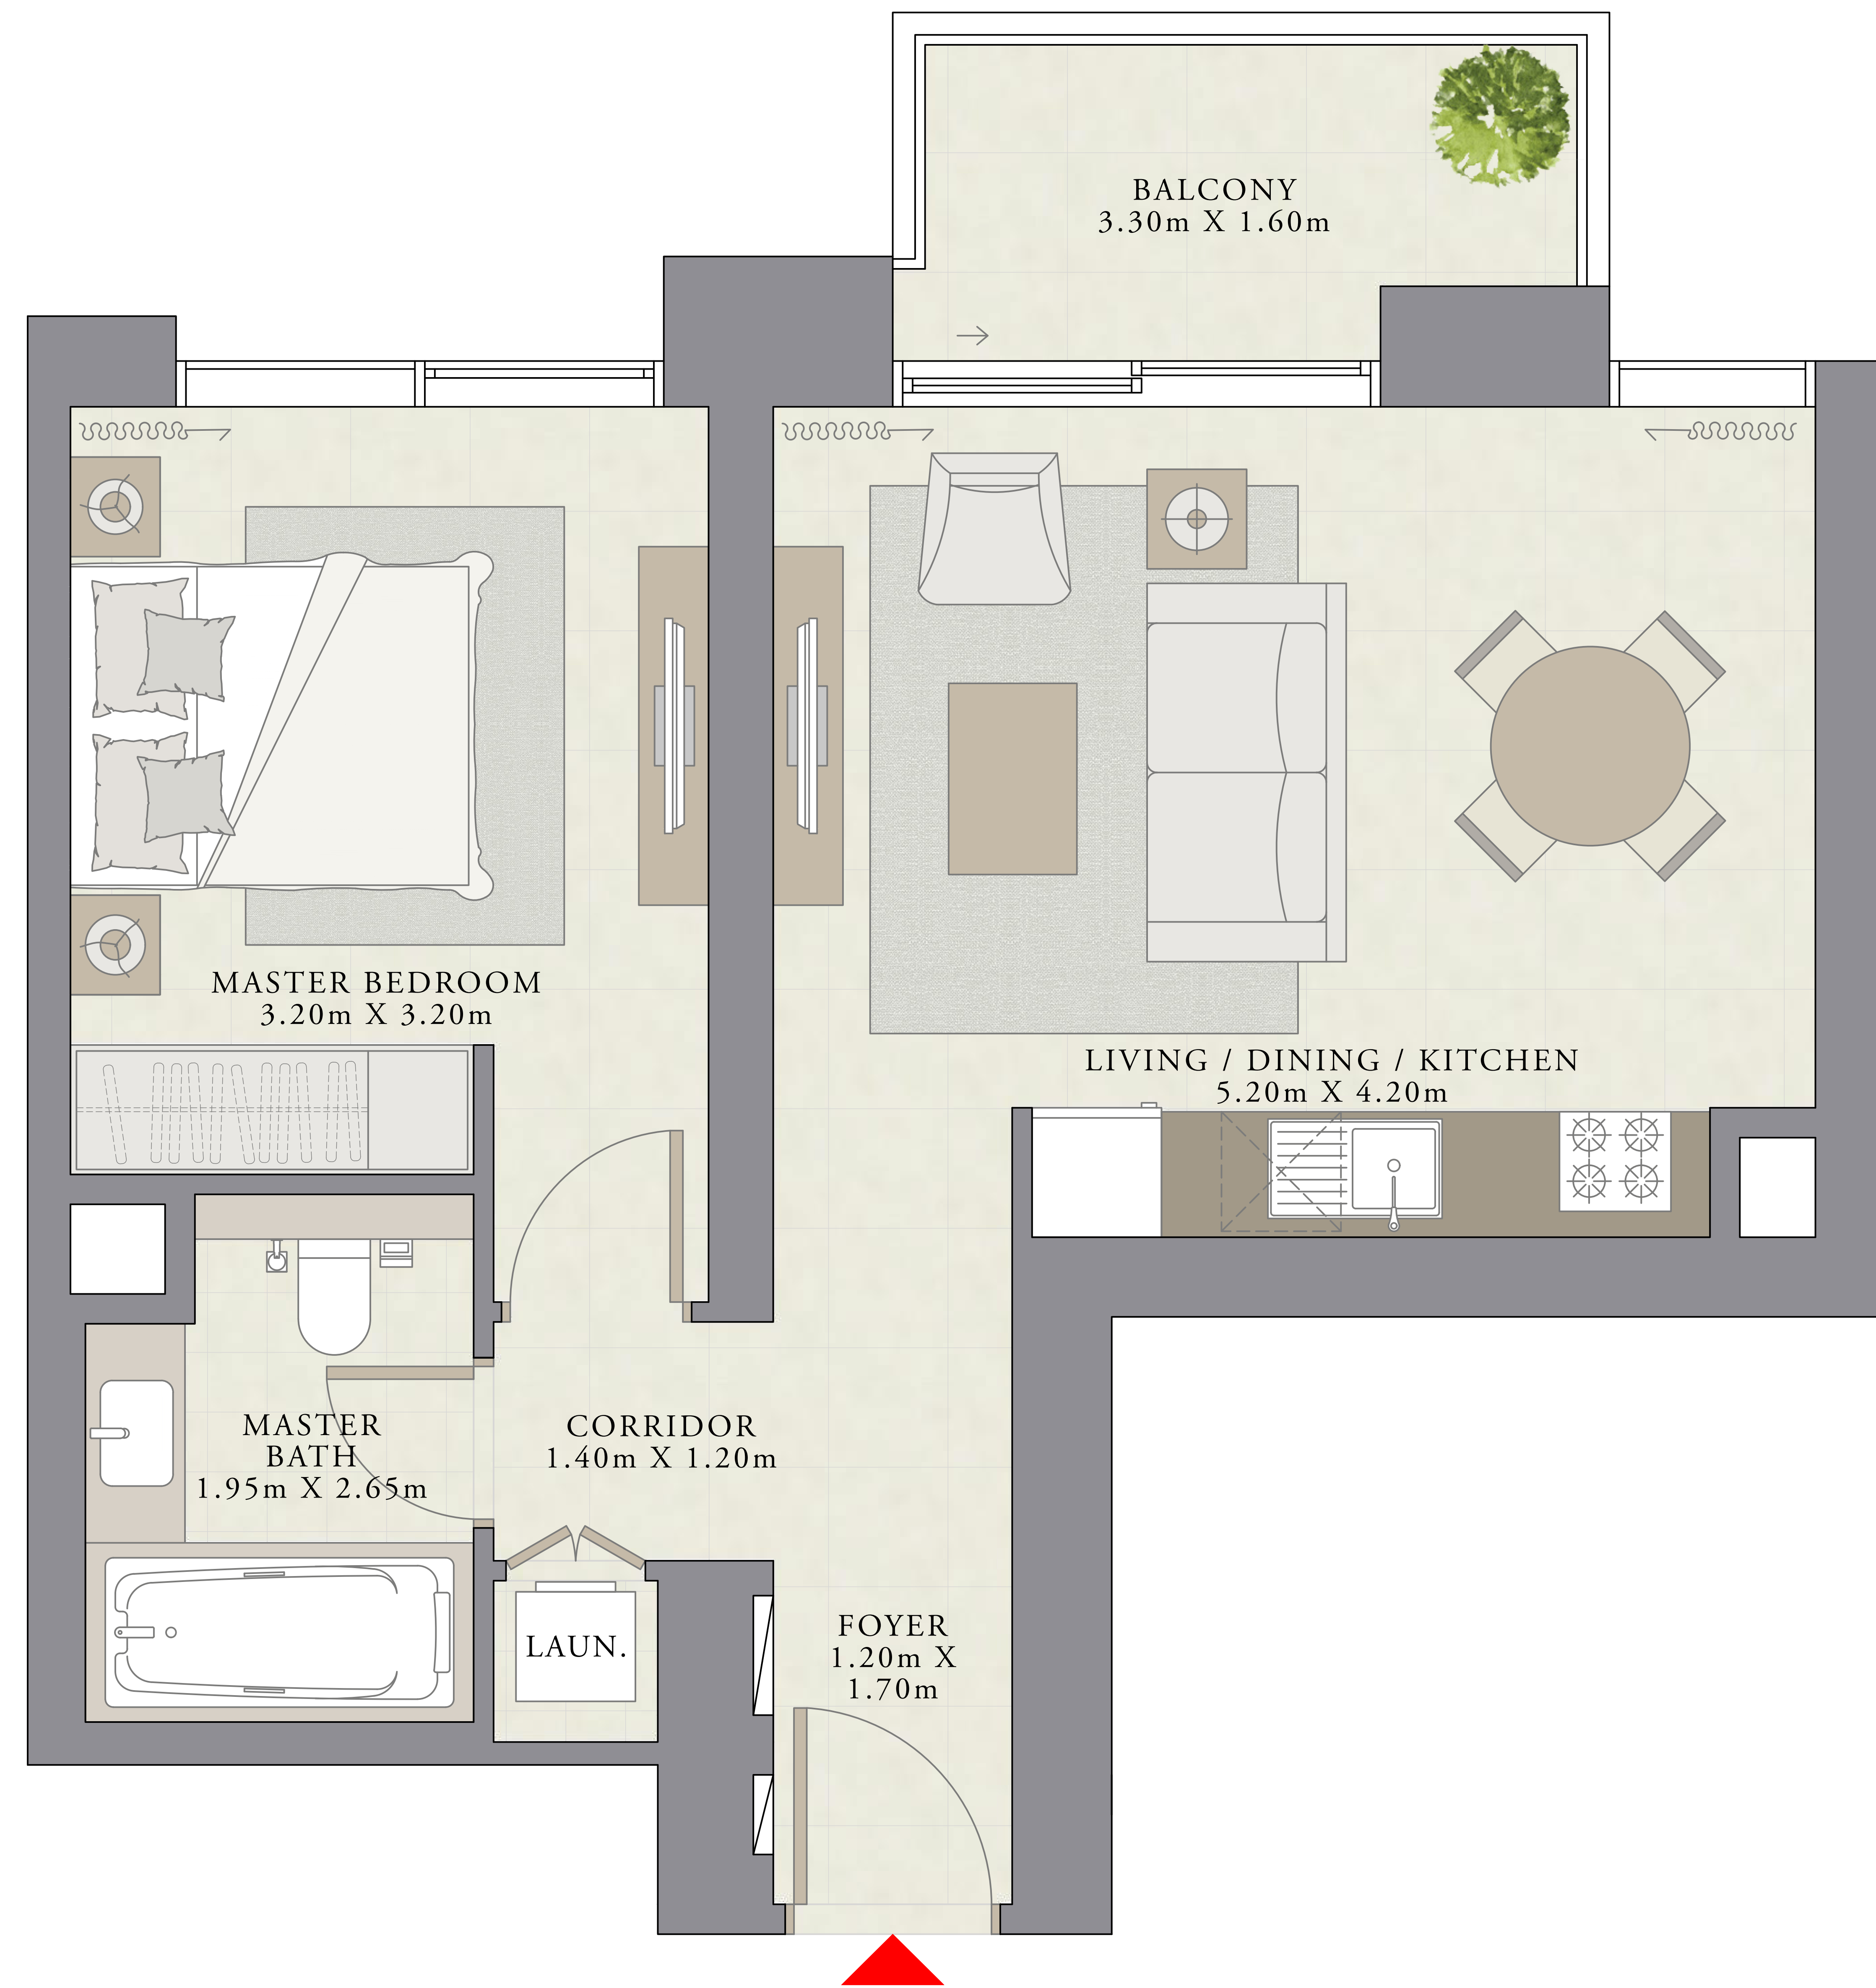 BALCONY
3.30m X 1.60m
MASTER BEDROOM
3.20m X 3.20m
LIVING / DINING / KITCHEN
5.20m X 4.20m
MASTER
BATH
1.95m X 2.65m
CORRIDOR
1.40m X 1.20m
LAUN.
FOYER
1.20m X
1.70m